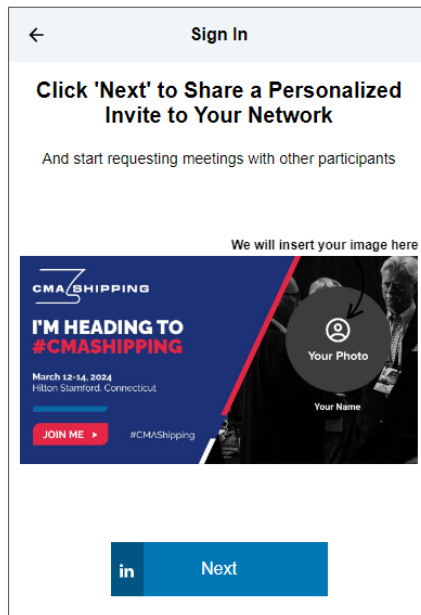 Sign In
Click 'Next' to Share a Personalized
Invite to Your Network
And start requesting meetings with other participants
We will insert your image here
CMA SHIPPING
I'M HEADING TO
#CMASHIPPING
March 12-14, 2024
Hilton Stamford, Connecticut
JOIN ME >
#CMAShipping
Your Photo
Your Name
in Next